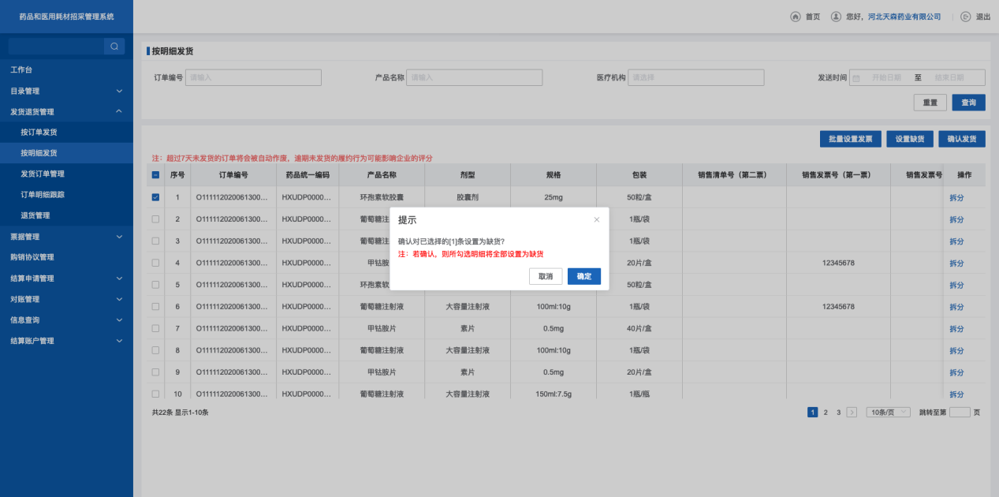 药品和医用耗材招采管理系统
首页 您好，河北天森药业有限公司 退出
工作台
目录管理
发货退货管理
按订单发货
按明细发货
发货订单管理
订单明细跟踪
退货管理
票据管理
购销协议管理
结算申请管理
对账管理
信息查询
结算账户管理
按明细发货
订单编号 请输入 产品名称 请输入 医疗机构 请选择 发送时间 开始日期 至 结束日期
重置 查询
批量设置发票 设置缺货 确认发货
注：超过7天未发货的订单将会被自动作废，逾期未发货的履约行为可能影响企业的评分
序号 订单编号 药品统一编码 产品名称 剂型 规格 包装 销售清单号（第二票） 销售发票号（第一票） 销售发票号 操作
1 O111112020061300... HXUDP0000... 环孢素软胶囊 胶囊剂 25mg 50粒/盒 拆分
2 O111112020061300... HXUDP0000... 葡萄糖注 1瓶/袋 拆分
3 O111112020061300... HXUDP0000... 葡萄糖注 1瓶/袋 拆分
4 O111112020061300... HXUDP0000... 甲钴胺 20片/盒 12345678 拆分
5 O111112020061300... HXUDP0000... 环孢素软 50粒/盒 拆分
6 O111112020061300... HXUDP0000... 葡萄糖注射液 大容量注射液 100ml:10g 1瓶/袋 12345678 拆分
7 O111112020061300... HXUDP0000... 甲钴胺片 素片 0.5mg 40片/盒 拆分
8 O111112020061300... HXUDP0000... 葡萄糖注射液 大容量注射液 100ml:10g 1瓶/袋 拆分
9 O111112020061300... HXUDP0000... 甲钴胺片 素片 0.5mg 20片/盒 拆分
10 O111112020061300... HXUDP0000... 葡萄糖注射液 大容量注射液 150ml:7.5g 1瓶/瓶 拆分
提示
确认对已选择的[1]条设置为缺货?
注：若确认，则所勾选明细将全部设置为缺货
取消 确定
共22条 显示1-10条 1 2 3 10条/页 跳转至第 页